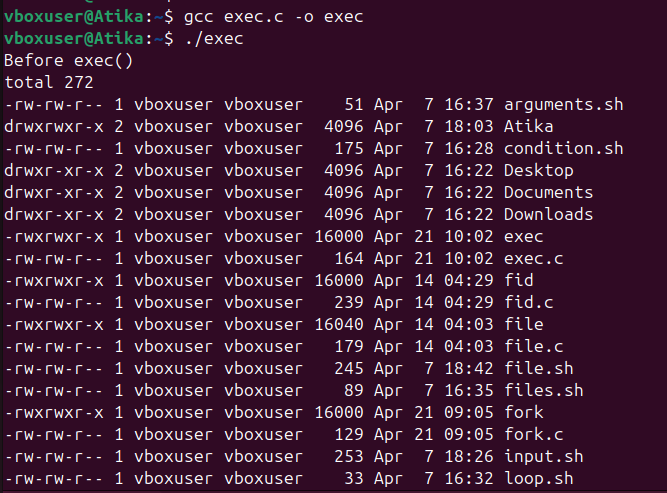 vboxuser@Atika:~$ gcc exec.c -o exec
vboxuser@Atika:~$ ./exec
Before exec()
total 272
-rw-rw-r-- 1 vboxuser vboxuser    51 Apr  7 16:37 arguments.sh
drwxrwxr-x 2 vboxuser vboxuser  4096 Apr  7 18:03 Atika
-rw-rw-r-- 1 vboxuser vboxuser   175 Apr  7 16:28 condition.sh
drwxr-xr-x 2 vboxuser vboxuser  4096 Apr  7 16:22 Desktop
drwxr-xr-x 2 vboxuser vboxuser  4096 Apr  7 16:22 Documents
drwxr-xr-x 2 vboxuser vboxuser  4096 Apr  7 16:22 Downloads
-rwxrwxr-x 1 vboxuser vboxuser 16000 Apr 21 10:02 exec
-rw-rw-r-- 1 vboxuser vboxuser   164 Apr 21 10:02 exec.c
-rwxrwxr-x 1 vboxuser vboxuser 16000 Apr 14 04:29 fid
-rw-rw-r-- 1 vboxuser vboxuser   239 Apr 14 04:29 fid.c
-rwxrwxr-x 1 vboxuser vboxuser 16040 Apr 14 04:03 file
-rw-rw-r-- 1 vboxuser vboxuser   179 Apr 14 04:03 file.c
-rw-rw-r-- 1 vboxuser vboxuser   245 Apr  7 18:42 file.sh
-rw-rw-r-- 1 vboxuser vboxuser    89 Apr  7 16:35 files.sh
-rwxrwxr-x 1 vboxuser vboxuser 16000 Apr 21 09:05 fork
-rw-rw-r-- 1 vboxuser vboxuser   129 Apr 21 09:05 fork.c
-rw-rw-r-- 1 vboxuser vboxuser   253 Apr  7 18:26 input.sh
-rw-rw-r-- 1 vboxuser vboxuser    33 Apr  7 16:32 loop.sh